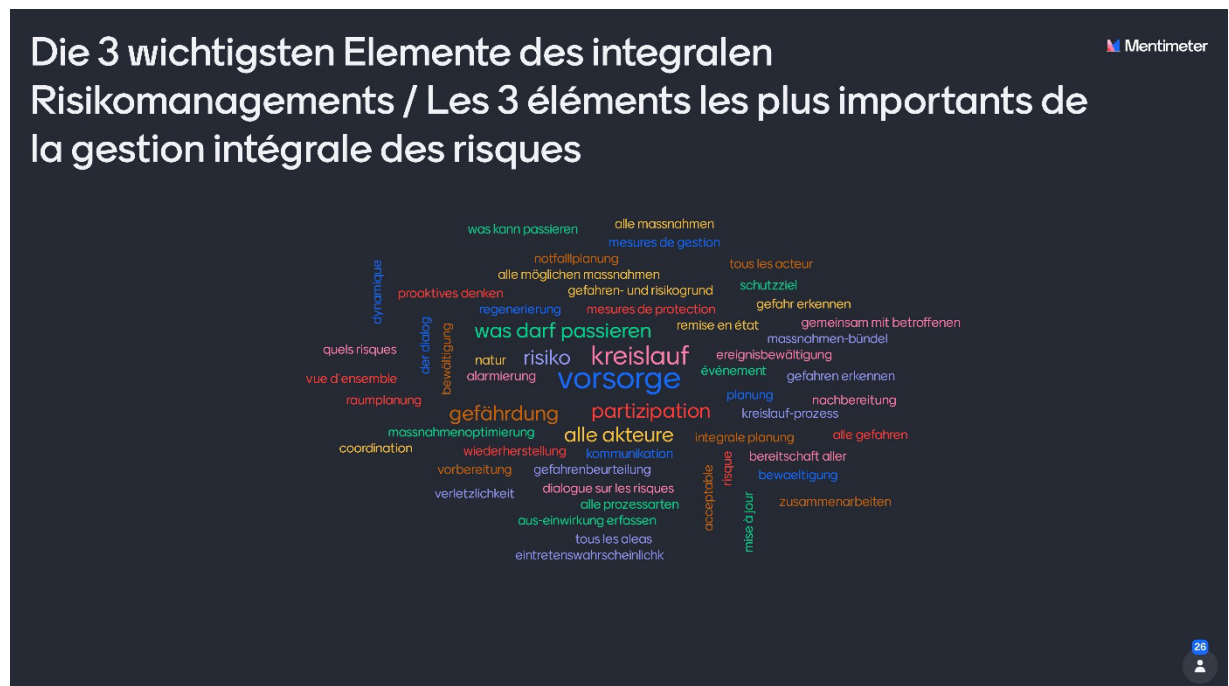 Die 3 wichtigsten Elemente des integralen
Risikomanagements / Les 3 éléments les plus importants de
la gestion intégrale des risques
Mentimeter
alle massnahmen
was kann passieren
mesures de gestion
notfalllplanung
tous les acteur
dynamique
alle möglichen massnahmen
schutzziel
proaktives denken
gefahren- und risikogrund
gefahr erkennen
regenerierung
mesures de protection
gemeinsam mit betroffenen
was darf passieren
remise en état
massnahmen-bündel
quels risques
der dialog
bewältigung
natur
risiko
kreislauf
ereignisbewältigung
vue d'ensemble
alarmierung
vorsorge
événement
gefahren erkennen
raumplanung
planung
nachbereitung
gefährdung
partizipation
kreislauf-prozess
massnahmenoptimierung
alle akteure
integrale planung
alle gefahren
coordination
wiederherstellung
kommunikation
risque
bereitschaft aller
vorbereitung
gefahrenbeurteilung
bewaeltigung
verletzlichkeit
dialogue sur les risques
acceptable
alle prozessarten
mise à jour
zusammenarbeiten
aus-einwirkung erfassen
tous les aleas
eintretenswahrscheinlichk
26